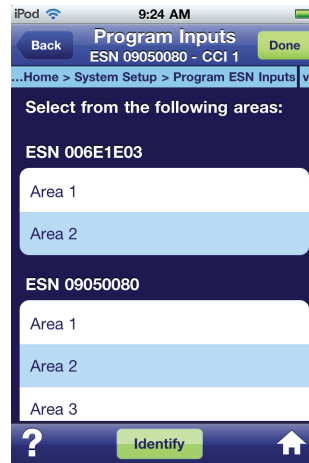 iPod 9:24 AM
Back Program Inputs Done
ESN 09050080 - CCI 1
...Home > System Setup > Program ESN Inputs v
Select from the following areas:
ESN 006E1E03
Area 1
Area 2
ESN 09050080
Area 1
Area 2
Area 3
? Identify